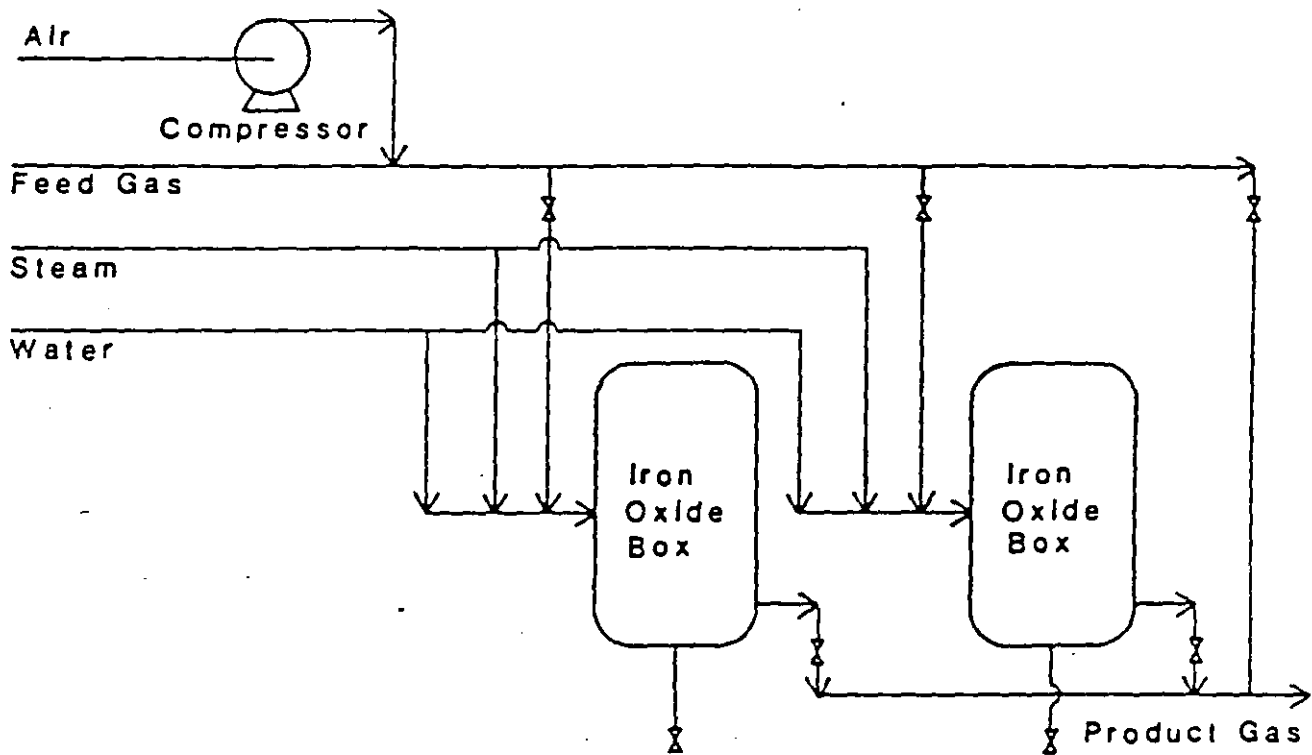 Air
Compressor
Feed Gas
Steam
Water
Iron
Oxide
Box
Iron
Oxide
Box
Product Gas